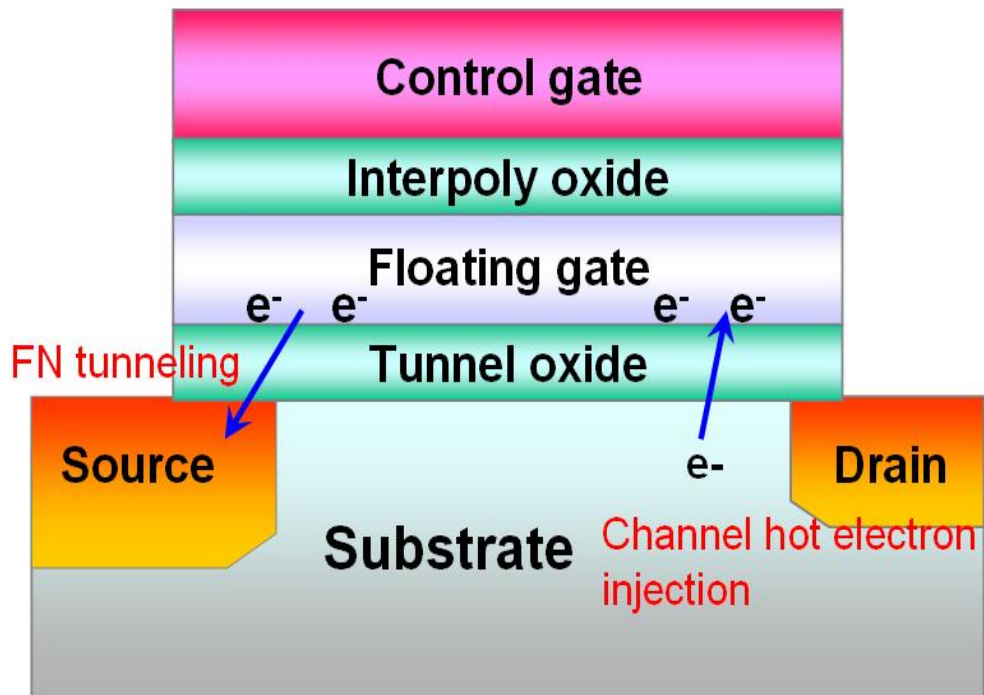 Control gate
Interpoly oxide
Floating gate
e- e- e- e-
FN tunneling
Tunnel oxide
Source
e-
Drain
Substrate
Channel hot electron
injection